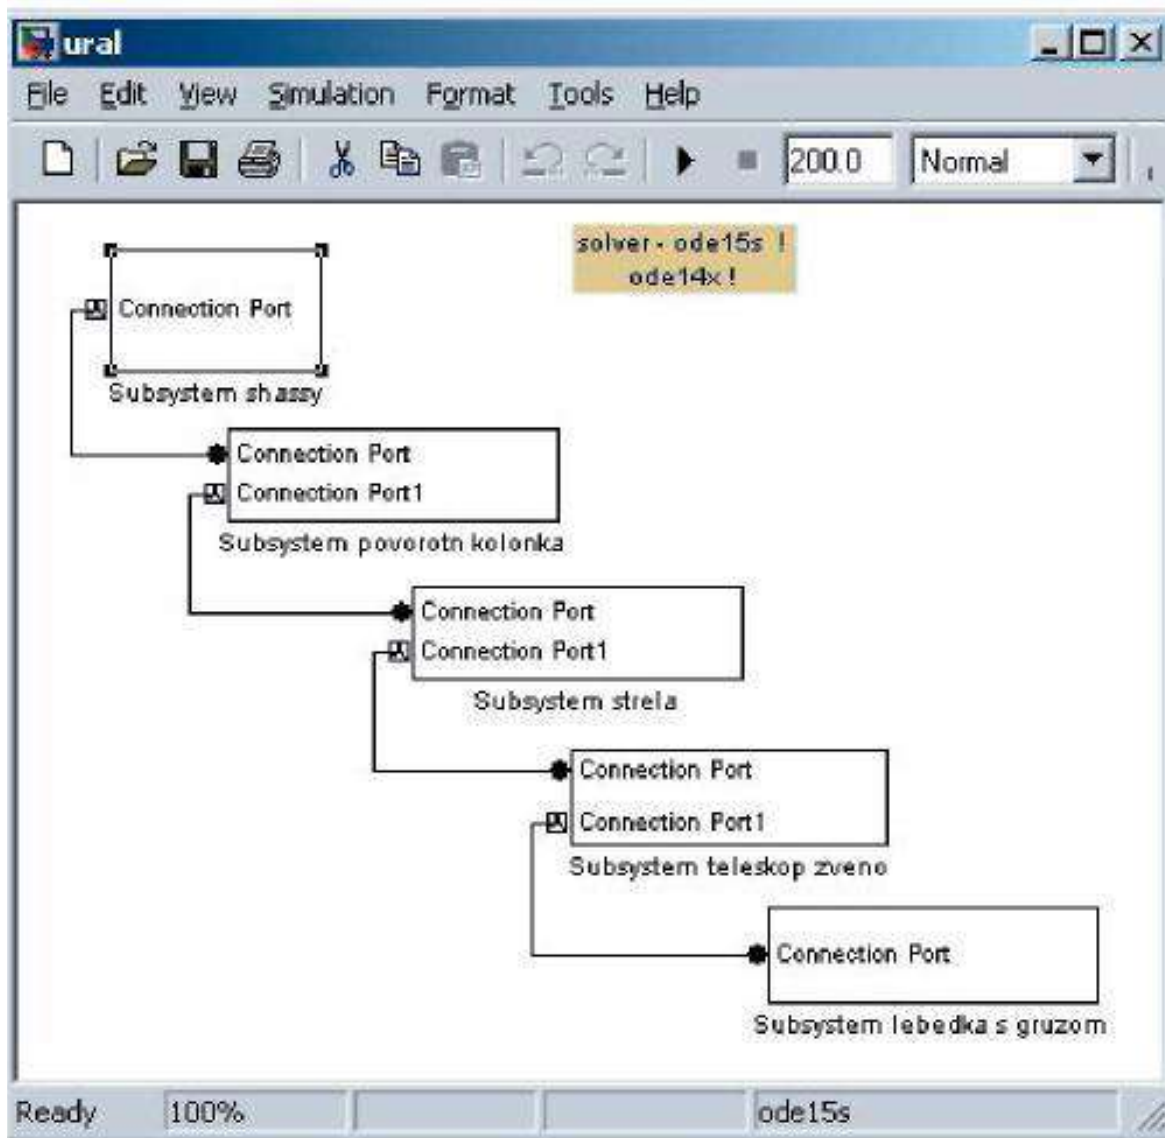 ural
File Edit View Simulation Format Tools Help
200.0 Normal
solver - ode15s !
ode14x !
Connection Port
Subsystem shassy
Connection Port
Connection Port1
Subsystem povorotn kolonka
Connection Port
Connection Port1
Subsystem strela
Connection Port
Connection Port1
Subsystem teleskop zveno
Connection Port
Subsystem lebedka s gruzom
Ready 100% ode15s